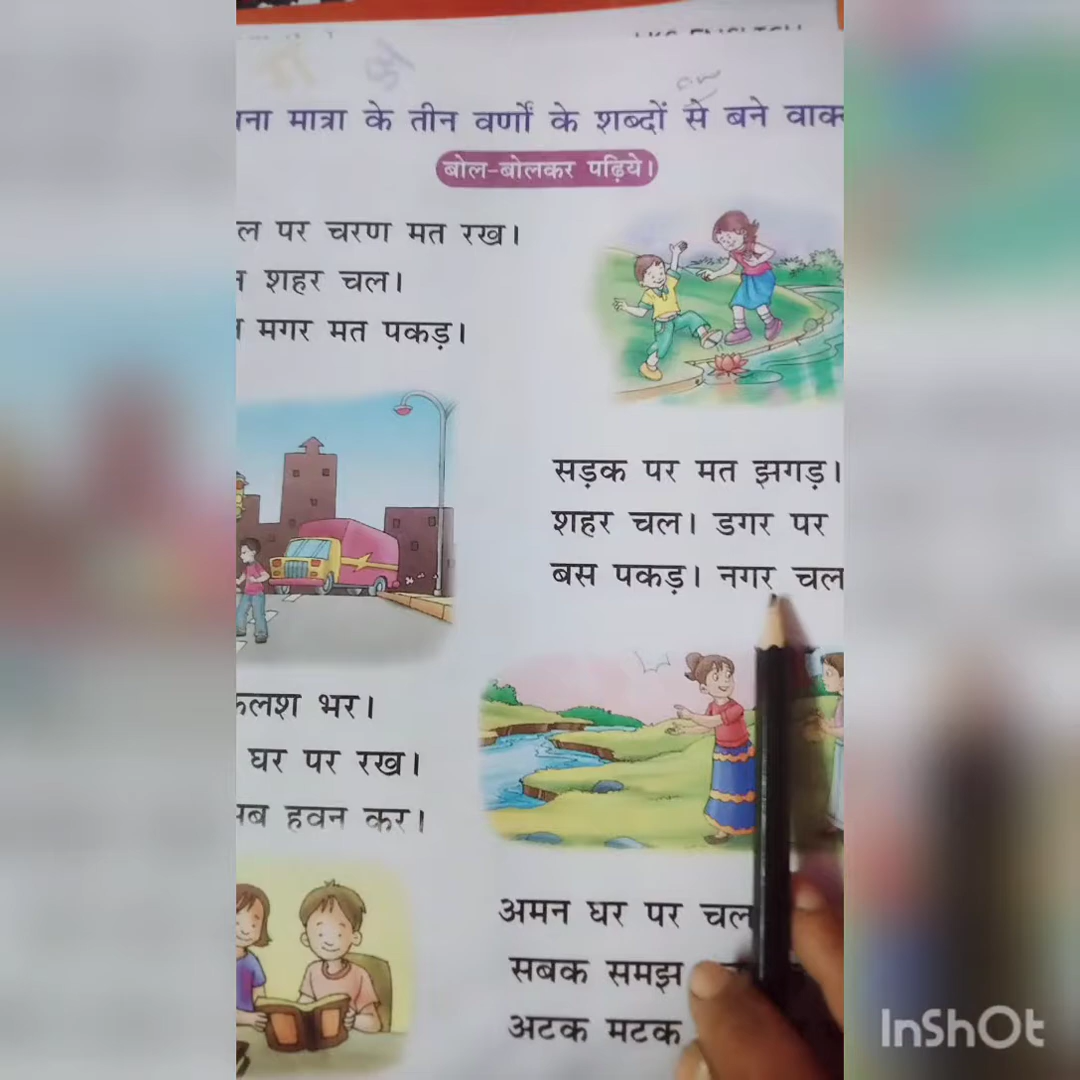 मात्रा के तीन वर्णों के शब्दों से बने
बोल-बोलकर पढ़िये।
पर चरण मत रख।
शहर चल।
मगर मत पकड़।
सड़क पर मत झगड़।
शहर चल। डगर पर
बस पकड़। नगर चल
कलश भर।
घर पर रख।
हवन कर।
अमन घर पर चल
सबक समझ
अटक मटक
InShOt